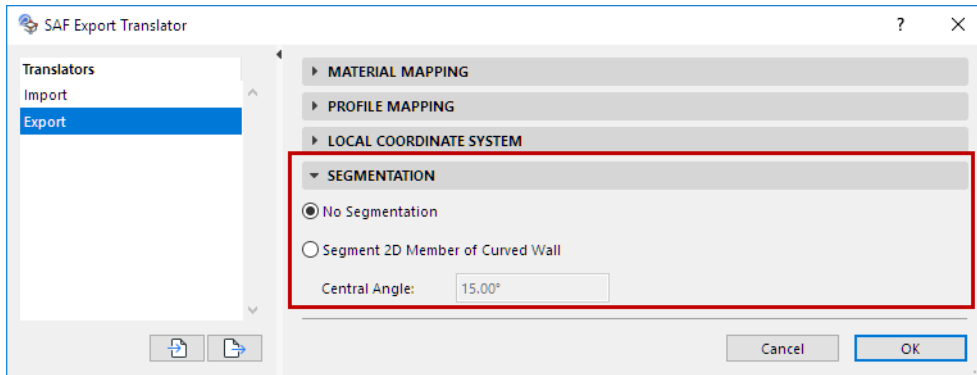 SAF Export Translator
Translators
Import
Export
MATERIAL MAPPING
PROFILE MAPPING
LOCAL COORDINATE SYSTEM
SEGMENTATION
No Segmentation
Segment 2D Member of Curved Wall
Central Angle: 15.00°
Cancel OK